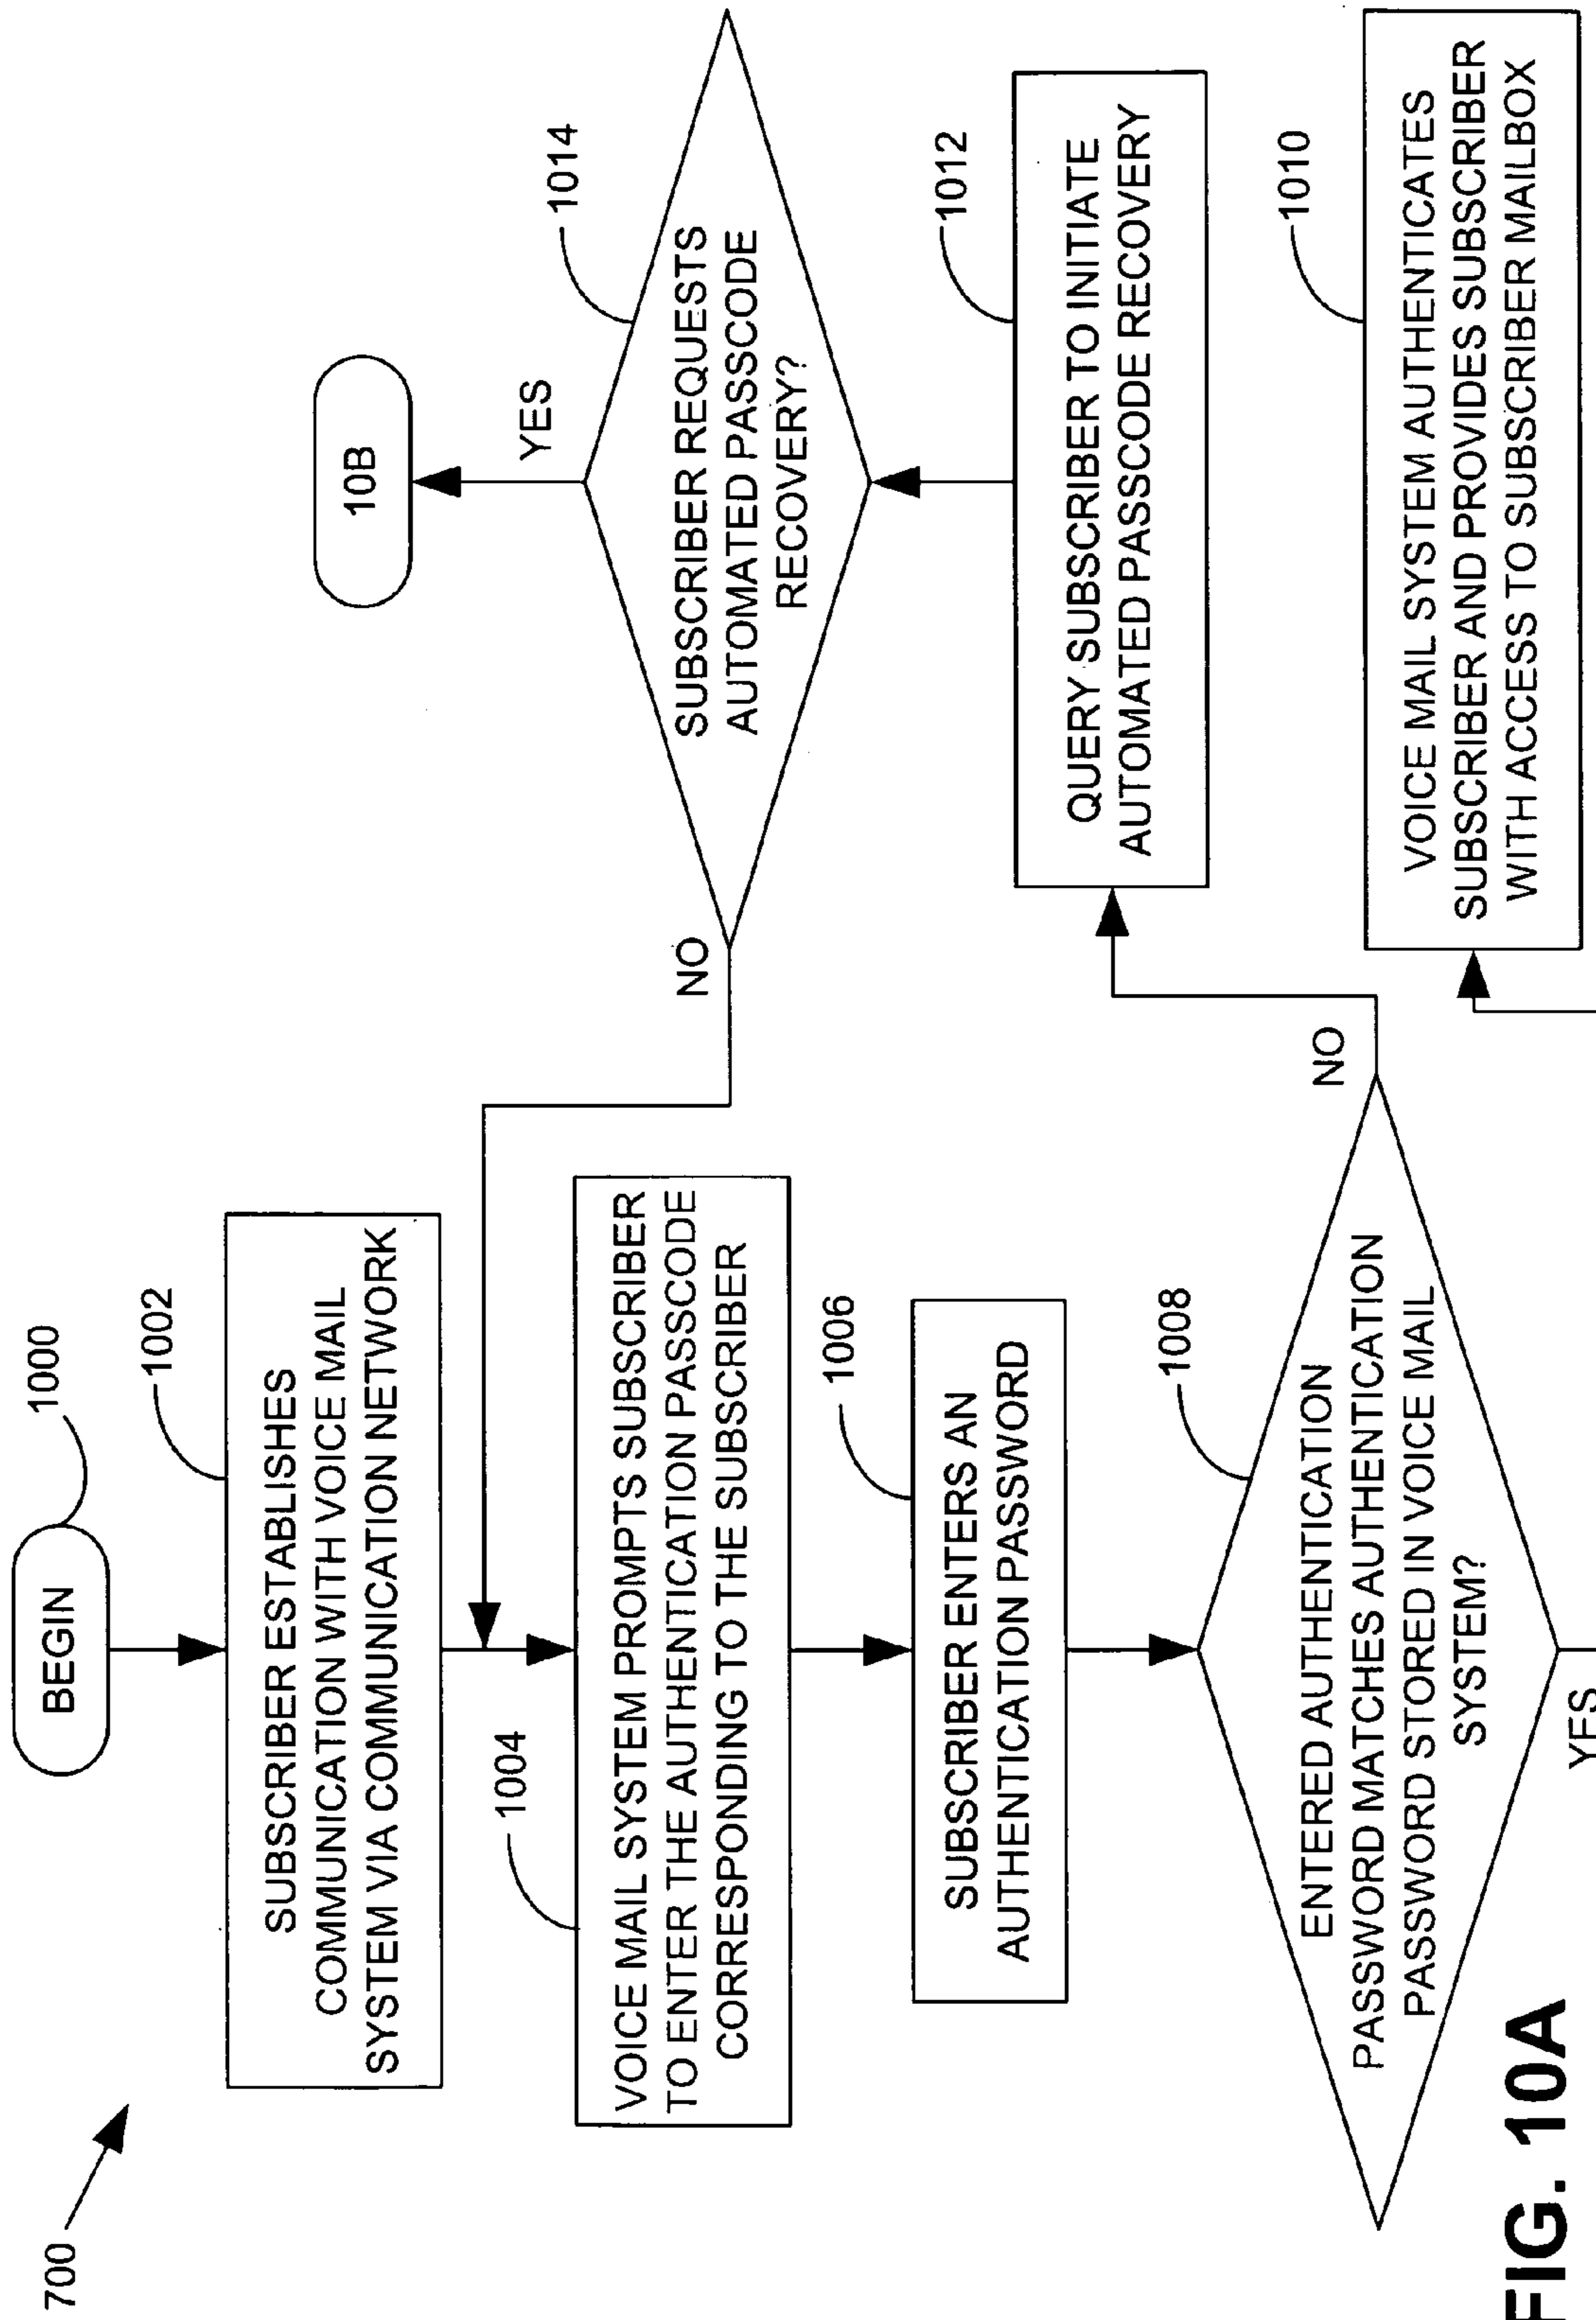 700
BEGIN
1000
SUBSCRIBER ESTABLISHES
COMMUNICATION WITH VOICE MAIL
SYSTEM VIA COMMUNICATION NETWORK
1002
1004
VOICE MAIL SYSTEM PROMPTS SUBSCRIBER
TO ENTER THE AUTHENTICATION PASSCODE
CORRESPONDING TO THE SUBSCRIBER
SUBSCRIBER ENTERS AN
AUTHENTICATION PASSWORD
1006
ENTERED AUTHENTICATION
PASSWORD MATCHES AUTHENTICATION
PASSWORD STORED IN VOICE MAIL
SYSTEM?
1008
NO
YES
10B
YES
SUBSCRIBER REQUESTS
AUTOMATED PASSCODE
RECOVERY?
1014
NO
QUERY SUBSCRIBER TO INITIATE
AUTOMATED PASSCODE RECOVERY
1012
VOICE MAIL SYSTEM AUTHENTICATES
SUBSCRIBER AND PROVIDES SUBSCRIBER
WITH ACCESS TO SUBSCRIBER MAILBOX
1010
FIG. 10A